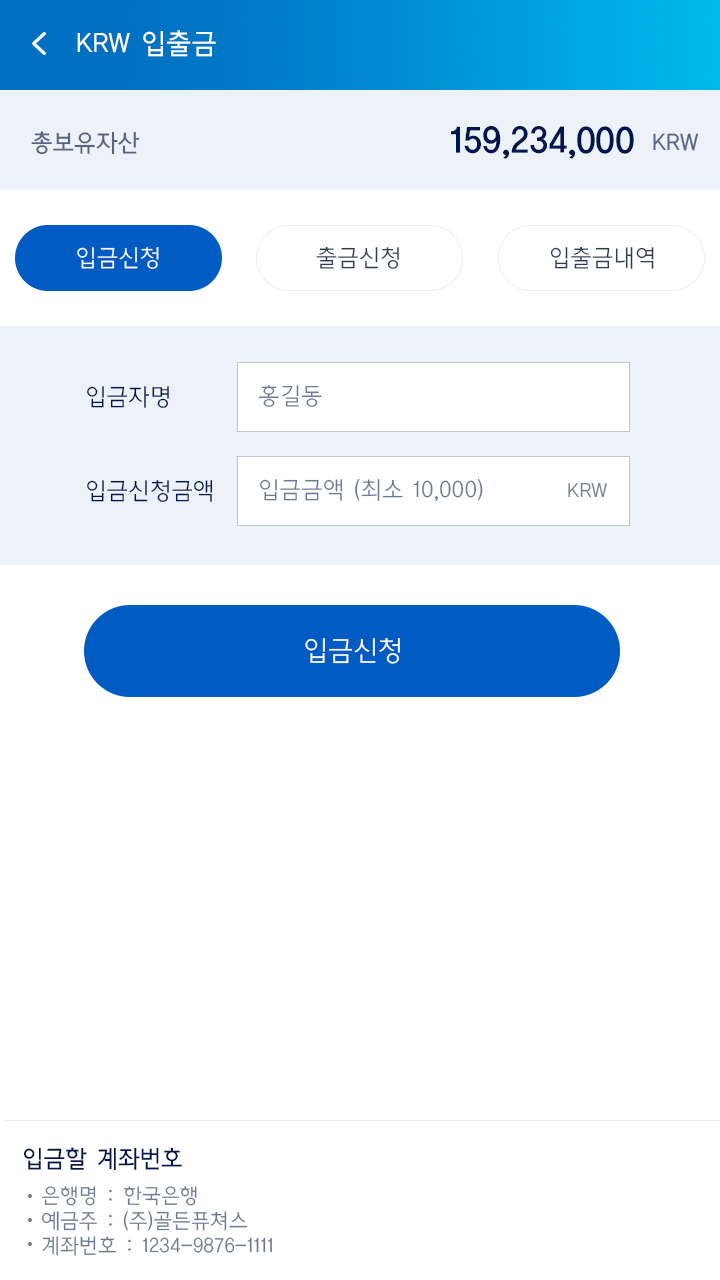 KRW 입출금
총보유자산 159,234,000 KRW
입금신청 출금신청 입출금내역
입금자명 홍길동
입금신청금액 입금금액 (최소 10,000) KRW
입금신청
입금할 계좌번호
• 은행명 : 한국은행
• 예금주 : (주)골든퓨쳐스
• 계좌번호 : 1234-9876-1111